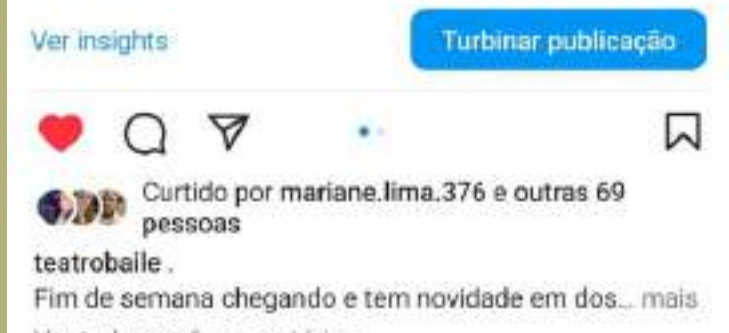 Ver insights
Turbinar publicação
Curtido por mariane.lima.376 e outras 69
pessoas
teatrobaile .
Fim de semana chegando e tem novidade em dos... mais